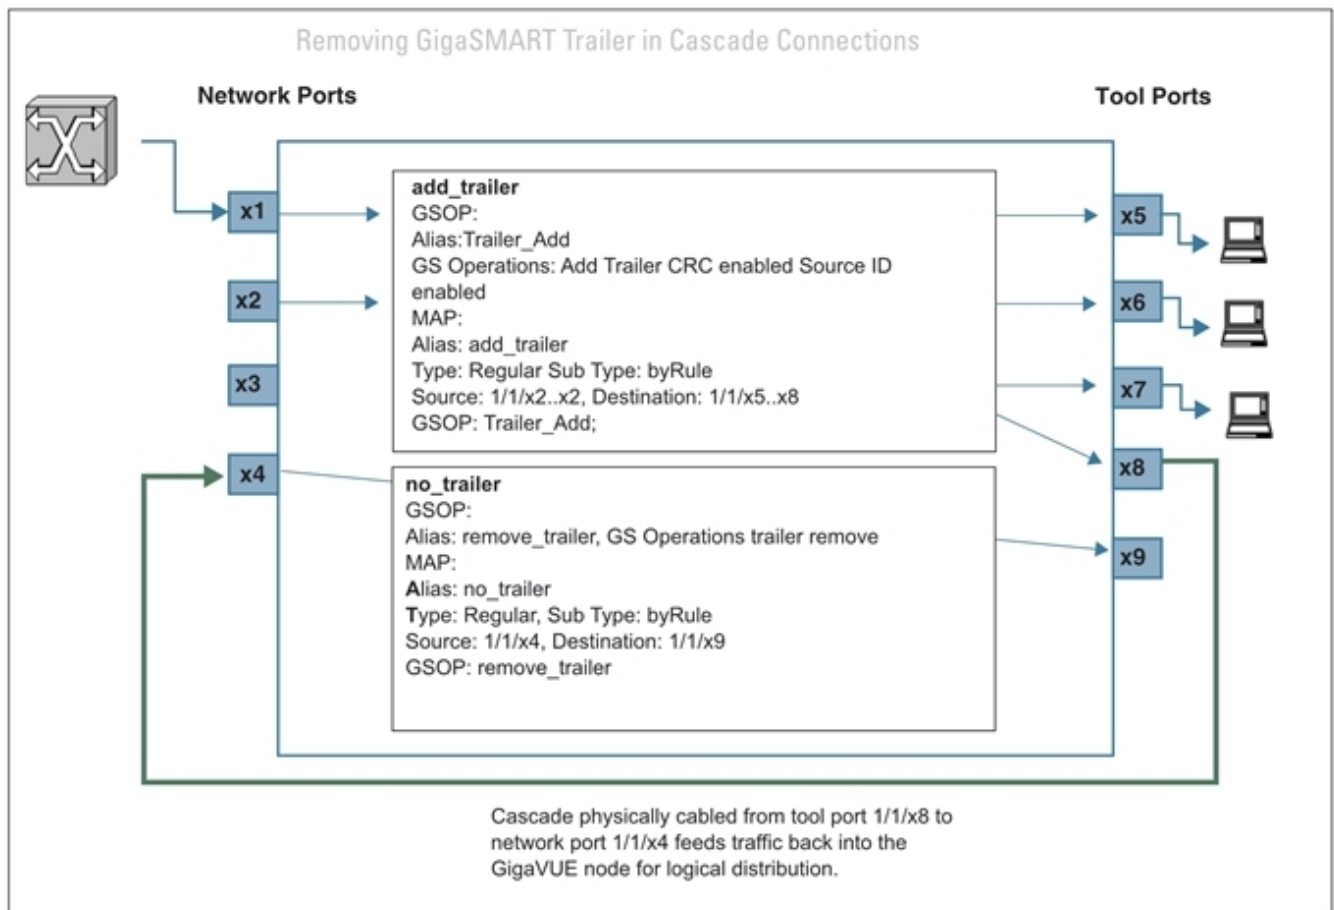 Removing GigaSMART Trailer in Cascade Connections
Network Ports
Tool Ports
x1
x2
x3
x4
add_trailer
GSOP:
Alias:Trailer_Add
GS Operations: Add Trailer CRC enabled Source ID
enabled
MAP:
Alias: add_trailer
Type: Regular Sub Type: byRule
Source: 1/1/x2..x2, Destination: 1/1/x5..x8
GSOP: Trailer_Add;
no_trailer
GSOP:
Alias: remove_trailer, GS Operations trailer remove
MAP:
Alias: no_trailer
Type: Regular, Sub Type: byRule
Source: 1/1/x4, Destination: 1/1/x9
GSOP: remove_trailer
x5
x6
x7
x8
x9
Cascade physically cabled from tool port 1/1/x8 to
network port 1/1/x4 feeds traffic back into the
GigaVUE node for logical distribution.